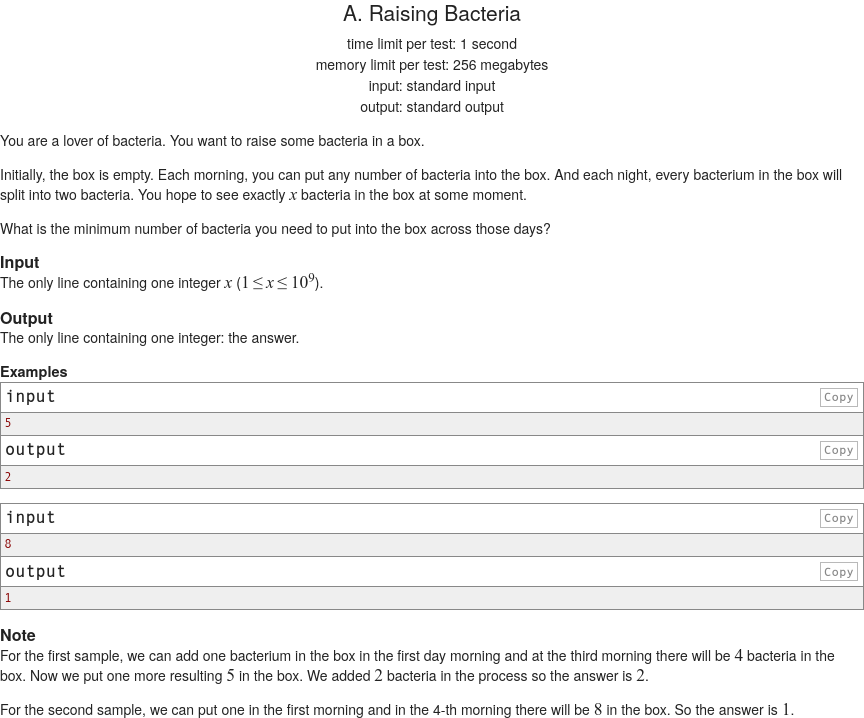 A. Raising Bacteria
time limit per test: 1 second
memory limit per test: 256 megabytes
input: standard input
output: standard output
You are a lover of bacteria. You want to raise some bacteria in a box.
Initially, the box is empty. Each morning, you can put any number of bacteria into the box. And each night, every bacterium in the box will
split into two bacteria. You hope to see exactly x bacteria in the box at some moment.
What is the minimum number of bacteria you need to put into the box across those days?
Input
The only line containing one integer x (1 ≤ x ≤ 10⁹).
Output
The only line containing one integer: the answer.
Examples
input Copy
5
output Copy
2
input Copy
8
output Copy
1
Note
For the first sample, we can add one bacterium in the box in the first day morning and at the third morning there will be 4 bacteria in the
box. Now we put one more resulting 5 in the box. We added 2 bacteria in the process so the answer is 2.
For the second sample, we can put one in the first morning and in the 4-th morning there will be 8 in the box. So the answer is 1.